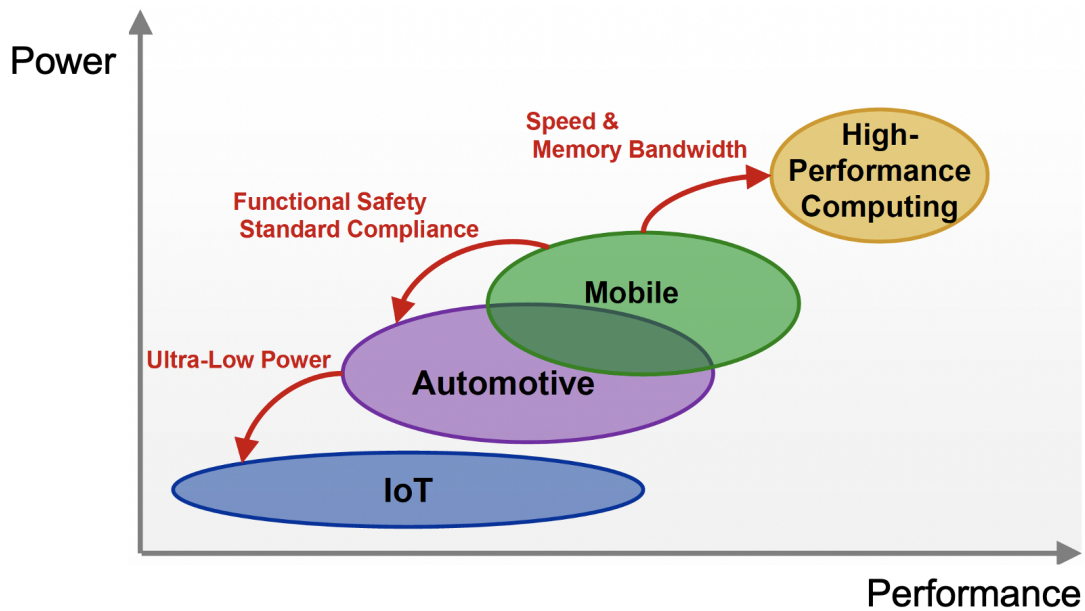 Power
Speed &
Memory Bandwidth
High-
Performance
Computing
Functional Safety
Standard Compliance
Mobile
Ultra-Low Power
Automotive
IoT
Performance